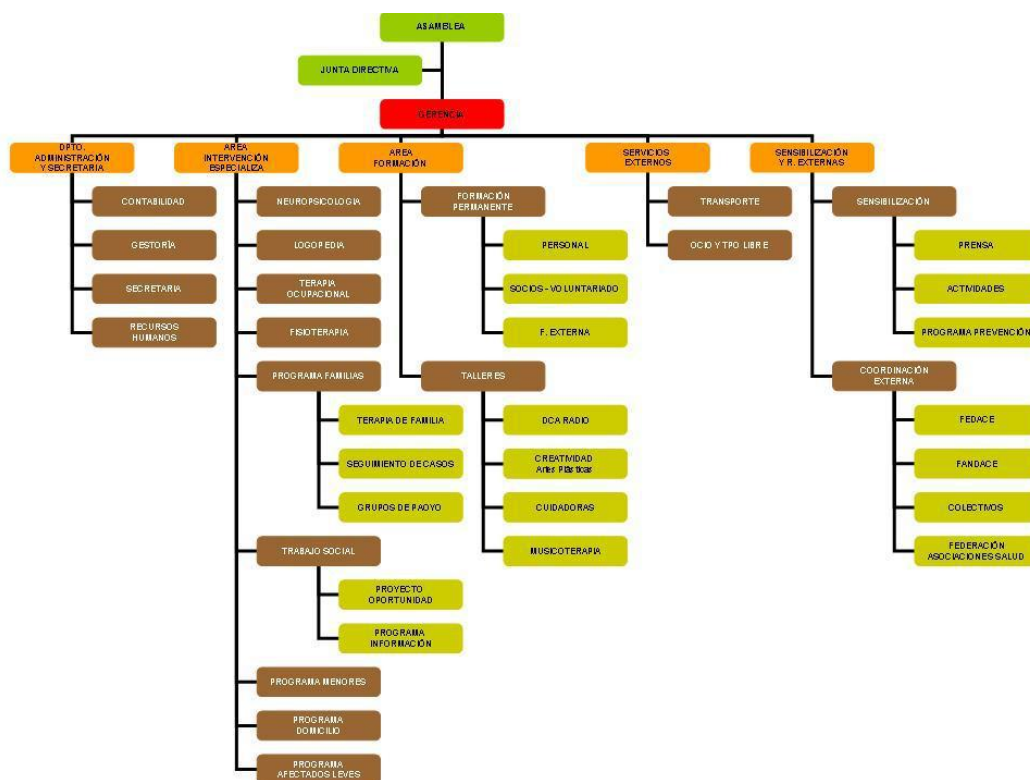 ASAMBLEA
JUNTA DIRECTIVA
GERENCIA
DPTO.
ADMINISTRACIÓN
Y SECRETARIA
CONTABILIDAD
GESTORÍA
SECRETARIA
RECURSOS
HUMANOS
AREA
INTERVENCIÓN
ESPECIALIZA
NEUROPSICOLOGIA
LOGOPEDIA
TERAPIA
OCUPACIONAL
FISIOTERAPIA
PROGRAMA FAMILIAS
TERAPIA DE FAMILIA
SEGUIMIENTO DE CASOS
GRUPOS DE PAOYO
TRABAJO SOCIAL
PROYECTO
OPORTUNIDAD
PROGRAMA
INFORMACIÓN
PROGRAMA MENORES
PROGRAMA
DOMICILIO
PROGRAMA
AFECTADOS LEVES
AREA
FORMACIÓN
FORMACIÓN
PERMANENTE
PERSONAL
SOCIOS - VOLUNTARIADO
F. EXTERNA
TALLERES
DCA RADIO
CREATIVIDAD
Artes Plásticas
CUIDADORAS
MUSICOTERAPIA
SERVICIOS
EXTERNOS
TRANSPORTE
OCIO Y TPO LIBRE
SENSIBILIZACIÓN
Y R. EXTERNAS
SENSIBILIZACIÓN
PRENSA
ACTIVIDADES
PROGRAMA PREVENCIÓN
COORDINACIÓN
EXTERNA
FEDACE
FANDACE
COLECTIVOS
FEDERACIÓN
ASOCIACIONES SALUD